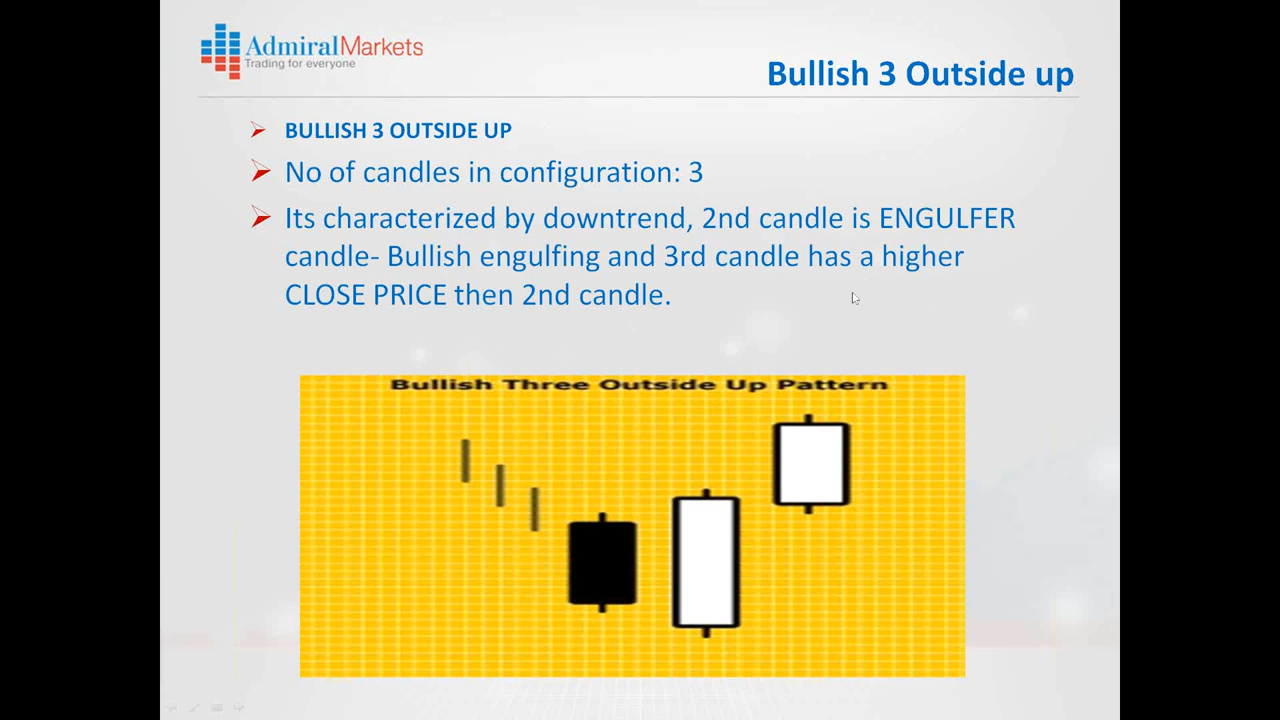 AdmiralMarkets
Trading for everyone
Bullish 3 Outside up
BULLISH 3 OUTSIDE UP
No of candles in configuration: 3
Its characterized by downtrend, 2nd candle is ENGULFER
candle- Bullish engulfing and 3rd candle has a higher
CLOSE PRICE then 2nd candle.
Bullish Three Outside Up Pattern